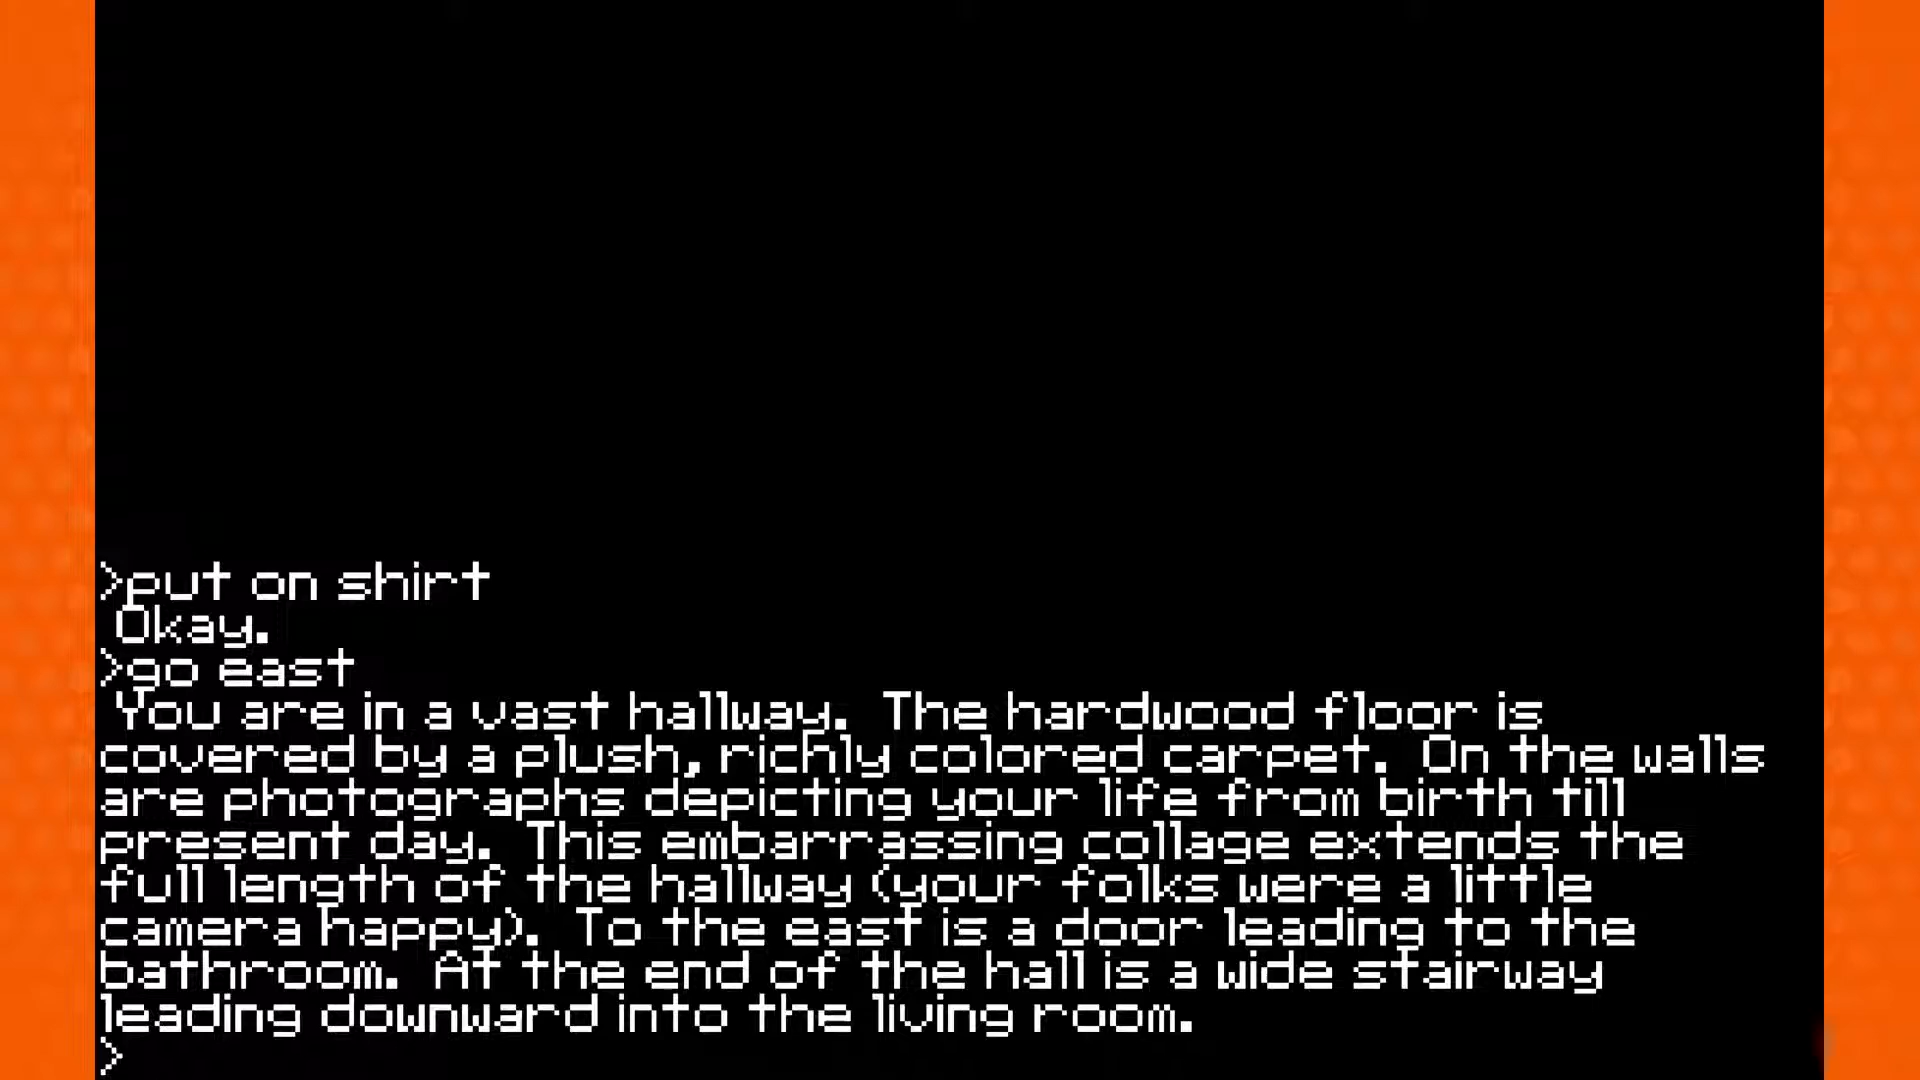 >put on shirt
Okay.
>go east
You are in a vast hallway. The hardwood floor is
covered by a plush, richly colored carpet. On the walls
are photographs depicting your life from birth till
present day. This embarrassing collage extends the
full length of the hallway (your folks were a little
camera happy). To the east is a door leading to the
bathroom. At the end of the hall is a wide stairway
leading downward into the living room.
>